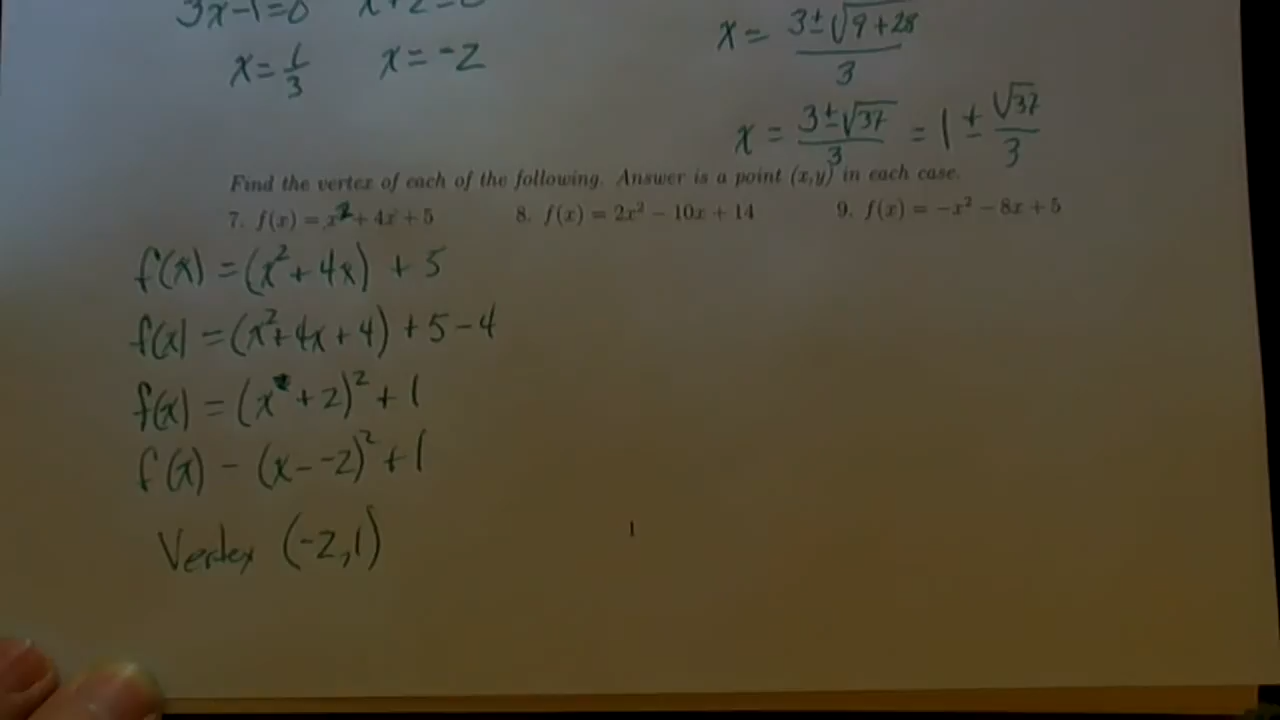 3x-1=0 x+2=0
x = 1/3 x = -2
x = 3±√9+28 / 3
x = 3±√37 / 3 = 1 ± √37 / 3
Find the vertex of each of the following. Answer is a point (x,y) in each case.
7. f(x) = x² + 4x + 5 8. f(x) = 2x² − 10x + 14 9. f(x) = −x² − 8x + 5
f(x) = (x² + 4x) + 5
f(x) = (x² + 4x + 4) + 5 - 4
f(x) = (x + 2)² + 1
f(x) - (x - -2)² + 1
Vertex (-2,1)
1